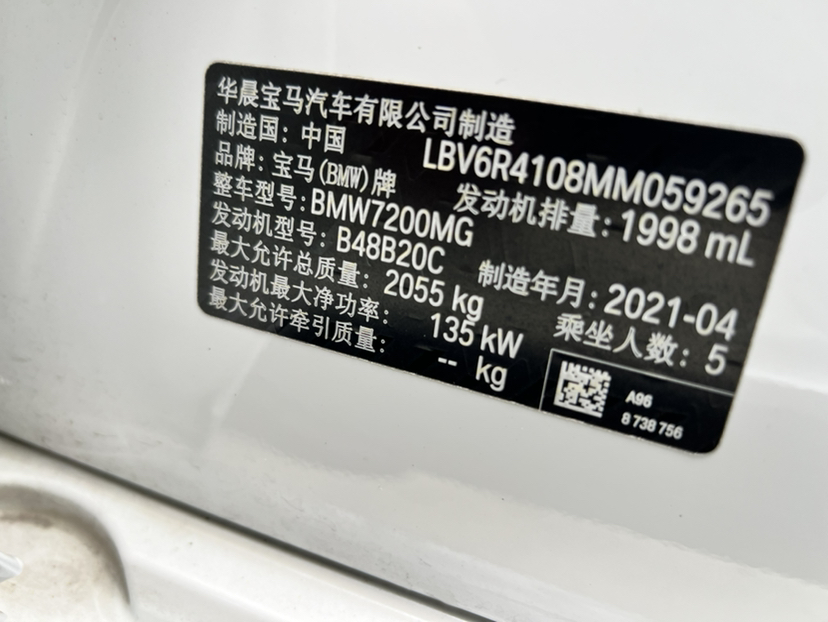 华晨宝马汽车有限公司制造
制造国：中国 LBV6R4108MM059265
品牌：宝马(BMW)牌 发动机排量：1998 mL
整车型号：BMW7200MG
发动机型号：B48B20C 制造年月：2021-04
最大允许总质量：2055 kg 乘坐人数：5
发动机最大净功率：135 kW
最大允许牵引质量：-- kg
A96
8 738 756